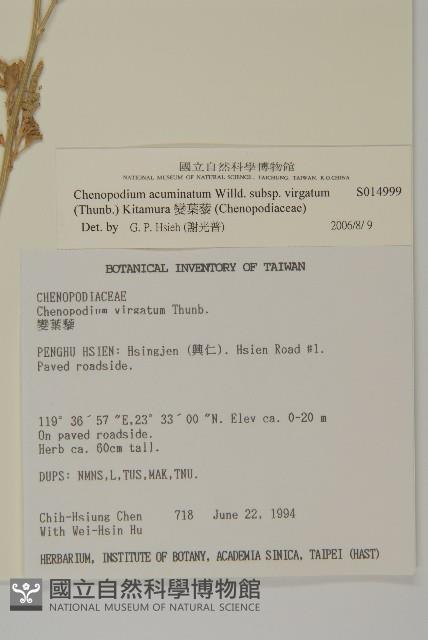 國立自然科學博物館
NATIONAL MUSEUM OF NATURAL SCIENCE, TAICHUNG, TAIWAN, R.O.CHINA
Chenopodium acuminatum Willd. subsp. virgatum S014999
(Thunb.) Kitamura 變葉藜 (Chenopodiaceae)
Det. by G. P. Hsieh (謝光普) 2006/8/ 9
BOTANICAL INVENTORY OF TAIWAN
CHENOPODIACEAE
Chenopodium virgatum Thunb.
變葉藜
PENGHU HSIEN: Hsingjen (興仁). Hsien Road #1.
Paved roadside.
119° 36´57 ″E,23° 33´00 ″N. Elev ca. 0-20 m
On paved roadside.
Herb ca. 60cm tall.
DUPS: NMNS,L,TUS,MAK,TNU.
Chih-Hsiung Chen 718 June 22, 1994
With Wei-Hsin Hu
HERBARIUM, INSTITUTE OF BOTANY, ACADEMIA SINICA, TAIPEI (HAST)
國立自然科學博物館
NATIONAL MUSEUM OF NATURAL SCIENCE